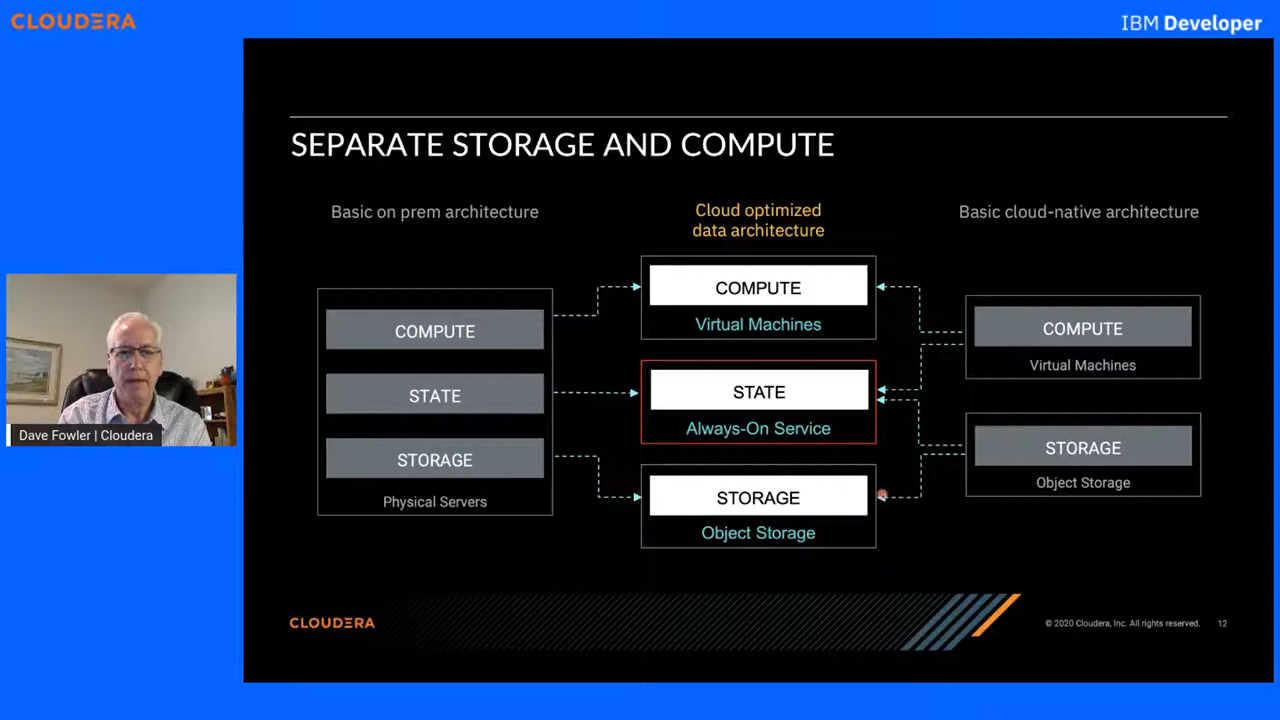 CLOUDERA
IBM Developer
SEPARATE STORAGE AND COMPUTE
Basic on prem architecture
COMPUTE
STATE
STORAGE
Physical Servers
Cloud optimized
data architecture
COMPUTE
Virtual Machines
STATE
Always-On Service
STORAGE
Object Storage
Basic cloud-native architecture
COMPUTE
Virtual Machines
STORAGE
Object Storage
Dave Fowler | Cloudera
CLOUDERA
© 2020 Cloudera, Inc. All rights reserved. 12